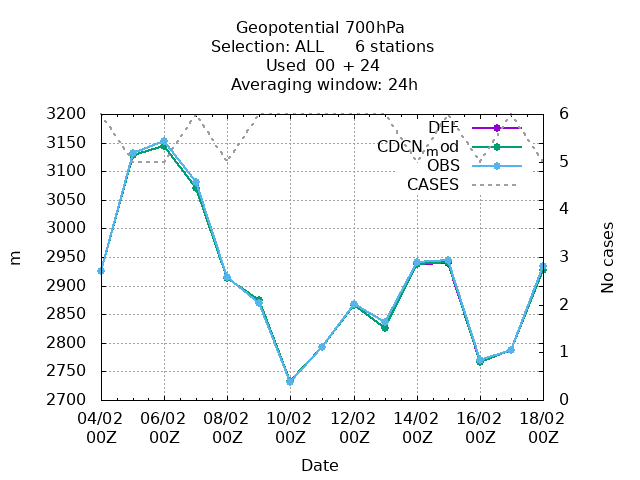 Geopotential 700hPa
Selection: ALL 6 stations
Used 00 + 24
Averaging window: 24h
3200
3150
3100
3050
3000
2950
2900
2850
2800
2750
2700
m
6
5
4
3
2
1
0
No cases
DEF
CDCNmod
OBS
CASES
04/02 06/02 08/02 10/02 12/02 14/02 16/02 18/02
00Z 00Z 00Z 00Z 00Z 00Z 00Z 00Z
Date